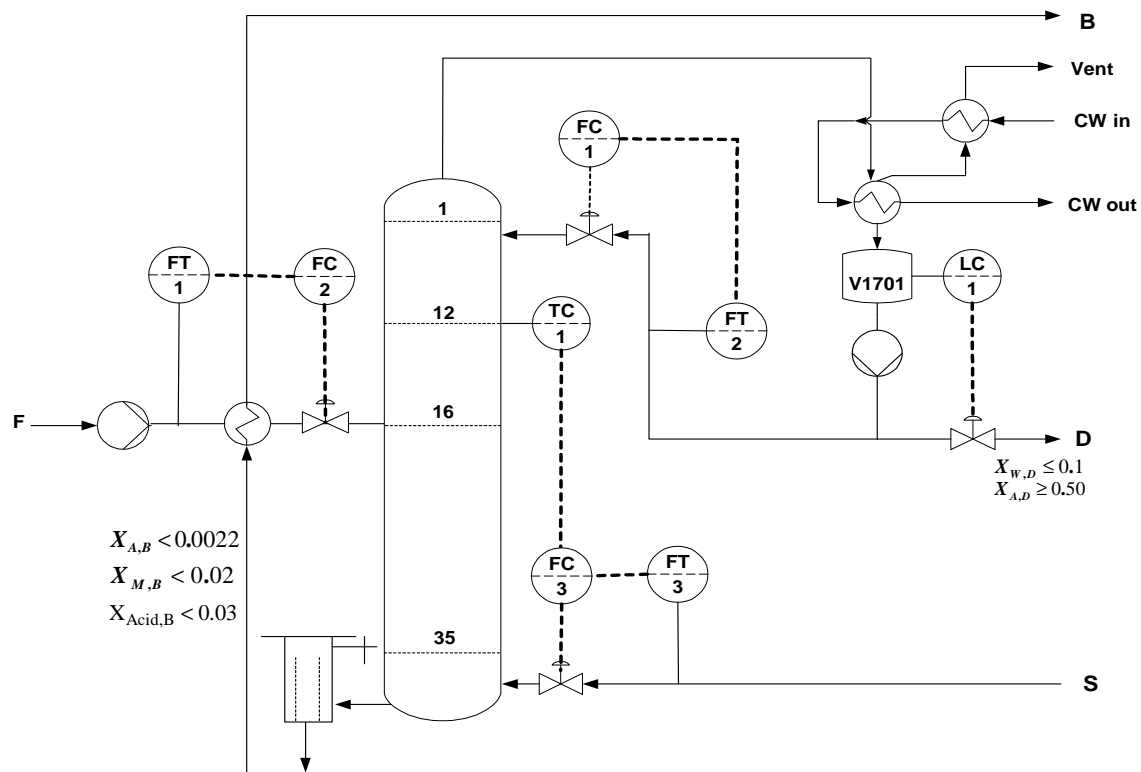 B
Vent
CW in
CW out
FC
1
1
FT
1
FC
2
V1701
LC
1
12
TC
1
FT
2
F
16
D
X_{W,D} ≤ 0.1
X_{A,D} ≥ 0.50
X_{A,B} < 0.0022
X_{M,B} < 0.02
X_{Acid,B} < 0.03
FC
3
FT
3
35
S